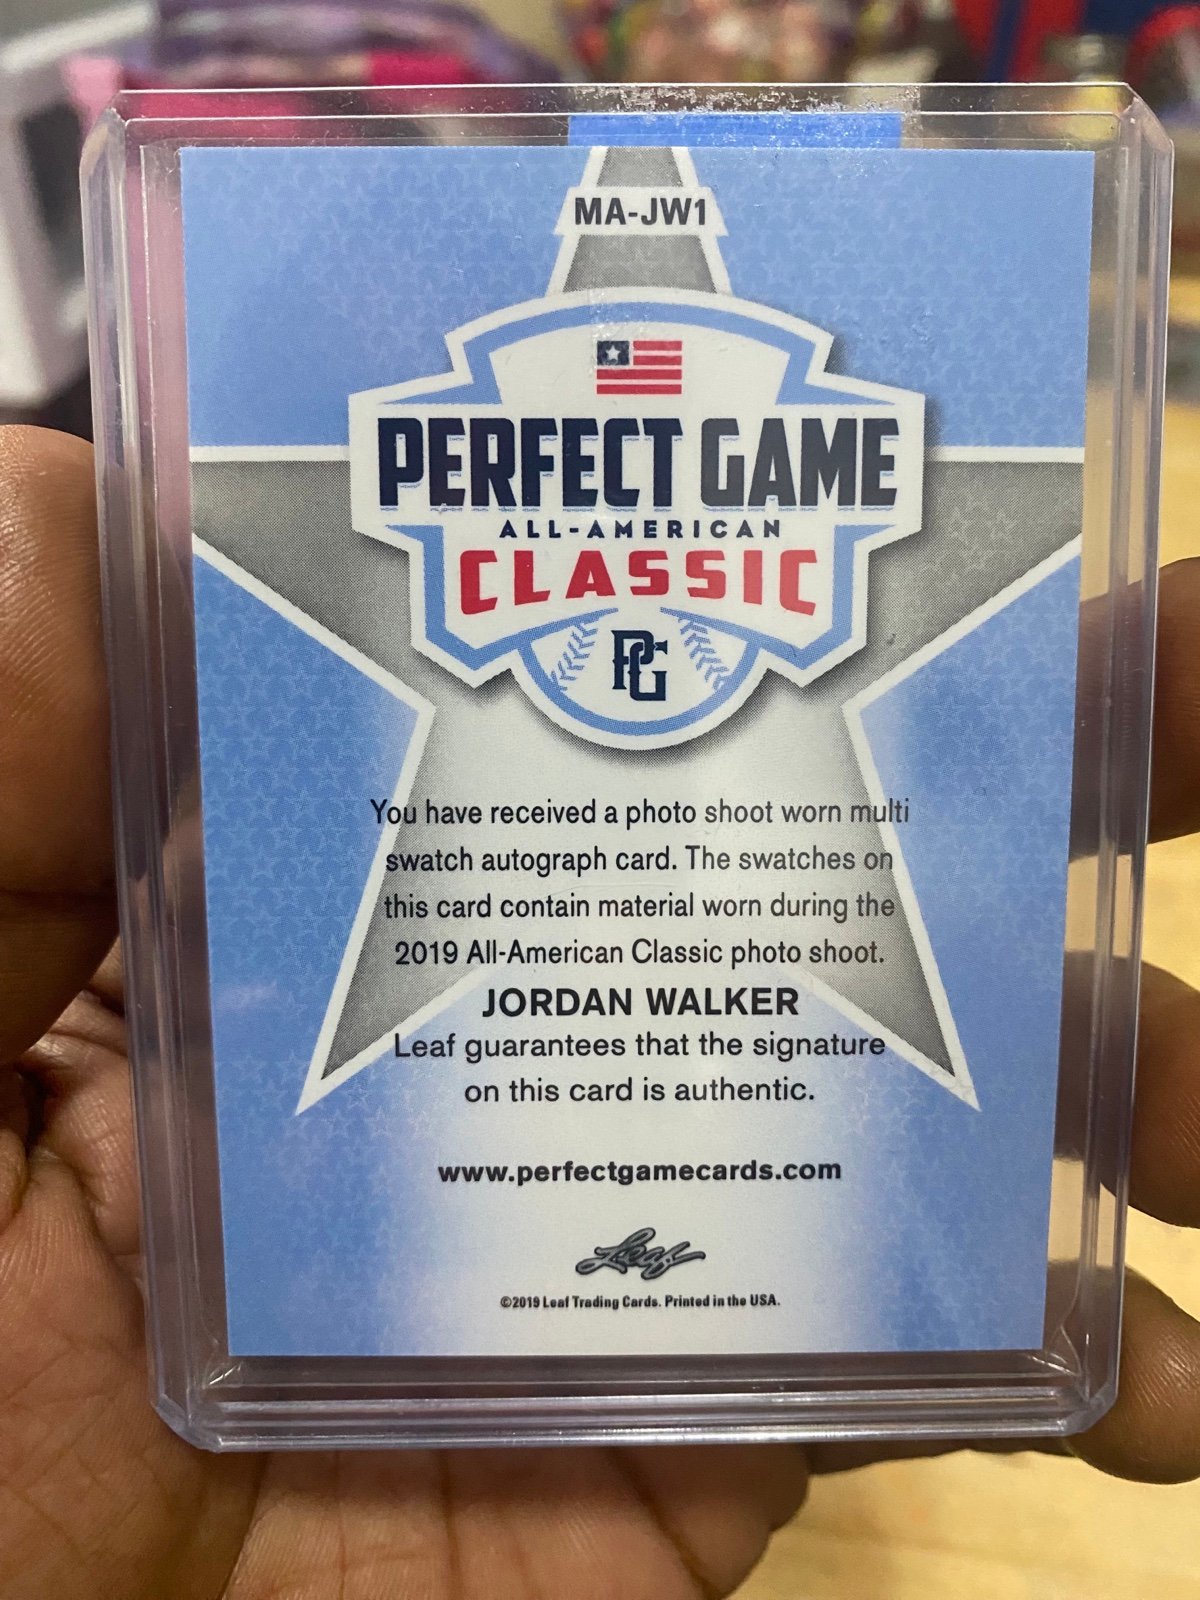 MA-JW1
PERFECT GAME
ALL-AMERICAN
CLASSIC
PG
You have received a photo shoot worn multi
swatch autograph card. The swatches on
this card contain material worn during the
2019 All-American Classic photo shoot.
JORDAN WALKER
Leaf guarantees that the signature
on this card is authentic.
www.perfectgamecards.com
Leaf
©2019 Leaf Trading Cards. Printed in the USA.